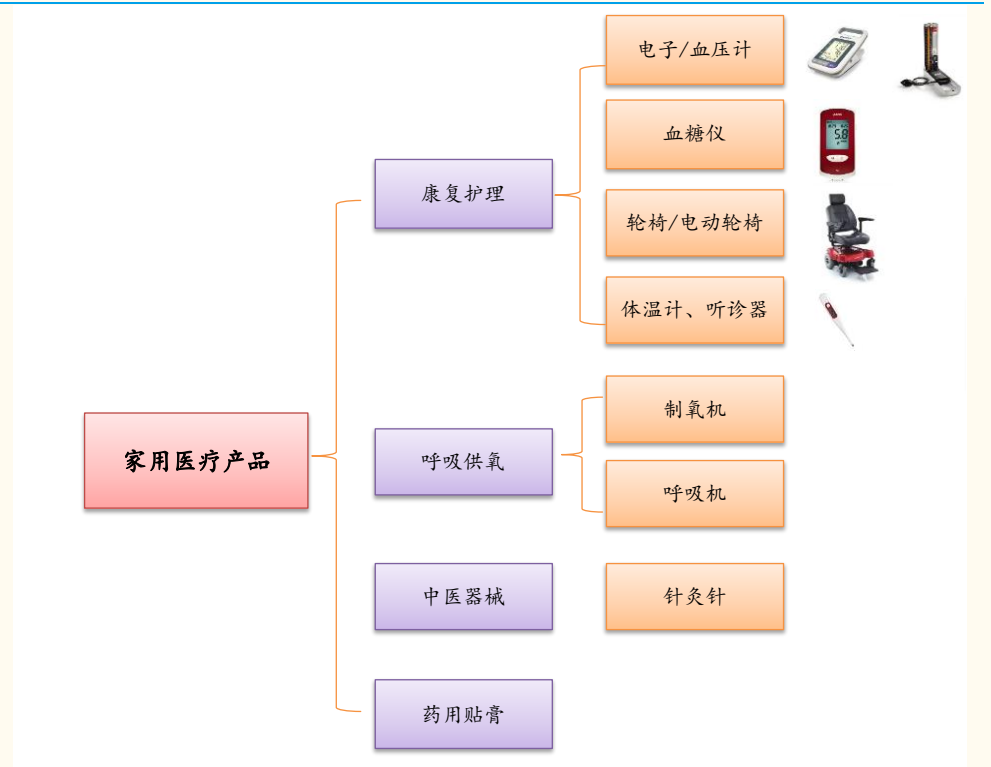 家用医疗产品
康复护理
电子/血压计
血糖仪
5.8
轮椅/电动轮椅
体温计、听诊器
呼吸供氧
制氧机
呼吸机
中医器械
针灸针
药用贴膏